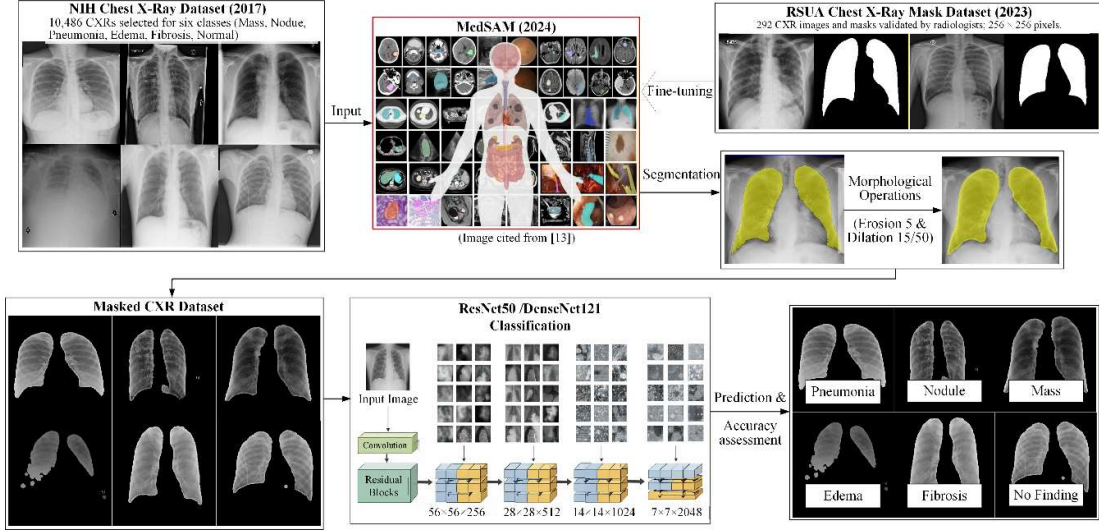 NIH Chest X-Ray Dataset (2017)
10,486 CXRs selected for six classes (Mass, Nodue,
Pneumonia, Edema, Fibrosis, Normal)
Input
MedSAM (2024)
(Image cited from [13])
Fine-tuning
RSUA Chest X-Ray Mask Dataset (2023)
292 CXR images and masks validated by radiologists; 256 × 256 pixels.
Segmentation
Morphological
Operations
(Erosion 5 &
Dilation 15/50)
Masked CXR Dataset
ResNet50 /DenseNet121
Classification
Input Image
Convolution
Residual
Blocks
56×56×256
28×28×512
14×14×1024
7×7×2048
Prediction &
Accuracy
assessment
Pneumonia
Nodule
Mass
Edema
Fibrosis
No Finding